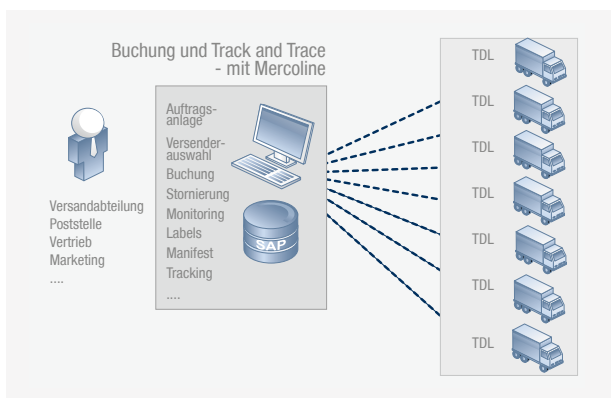 Buchung und Track and Trace
- mit Mercoline
Versandabteilung
Poststelle
Vertrieb
Marketing
....
Auftrags-
anlage
Versender-
auswahl
Buchung
Stornierung
Monitoring
Labels
Manifest
Tracking
....
SAP
TDL
TDL
TDL
TDL
TDL
TDL
TDL